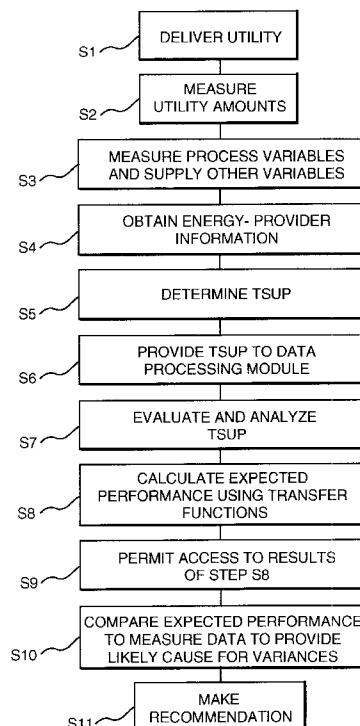 S1
DELIVER UTILITY
S2
MEASURE
UTILITY AMOUNTS
S3
MEASURE PROCESS VARIABLES
AND SUPPLY OTHER VARIABLES
S4
OBTAIN ENERGY- PROVIDER
INFORMATION
S5
DETERMINE TSUP
S6
PROVIDE TSUP TO DATA
PROCESSING MODULE
S7
EVALUATE AND ANALYZE
TSUP
S8
CALCULATE EXPECTED
PERFORMANCE USING TRANSFER
FUNCTIONS
S9
PERMIT ACCESS TO RESULTS
OF STEP S8
S10
COMPARE EXPECTED PERFORMANCE
TO MEASURE DATA TO PROVIDE
LIKELY CAUSE FOR VARIANCES
S11
MAKE
RECOMMENDATION